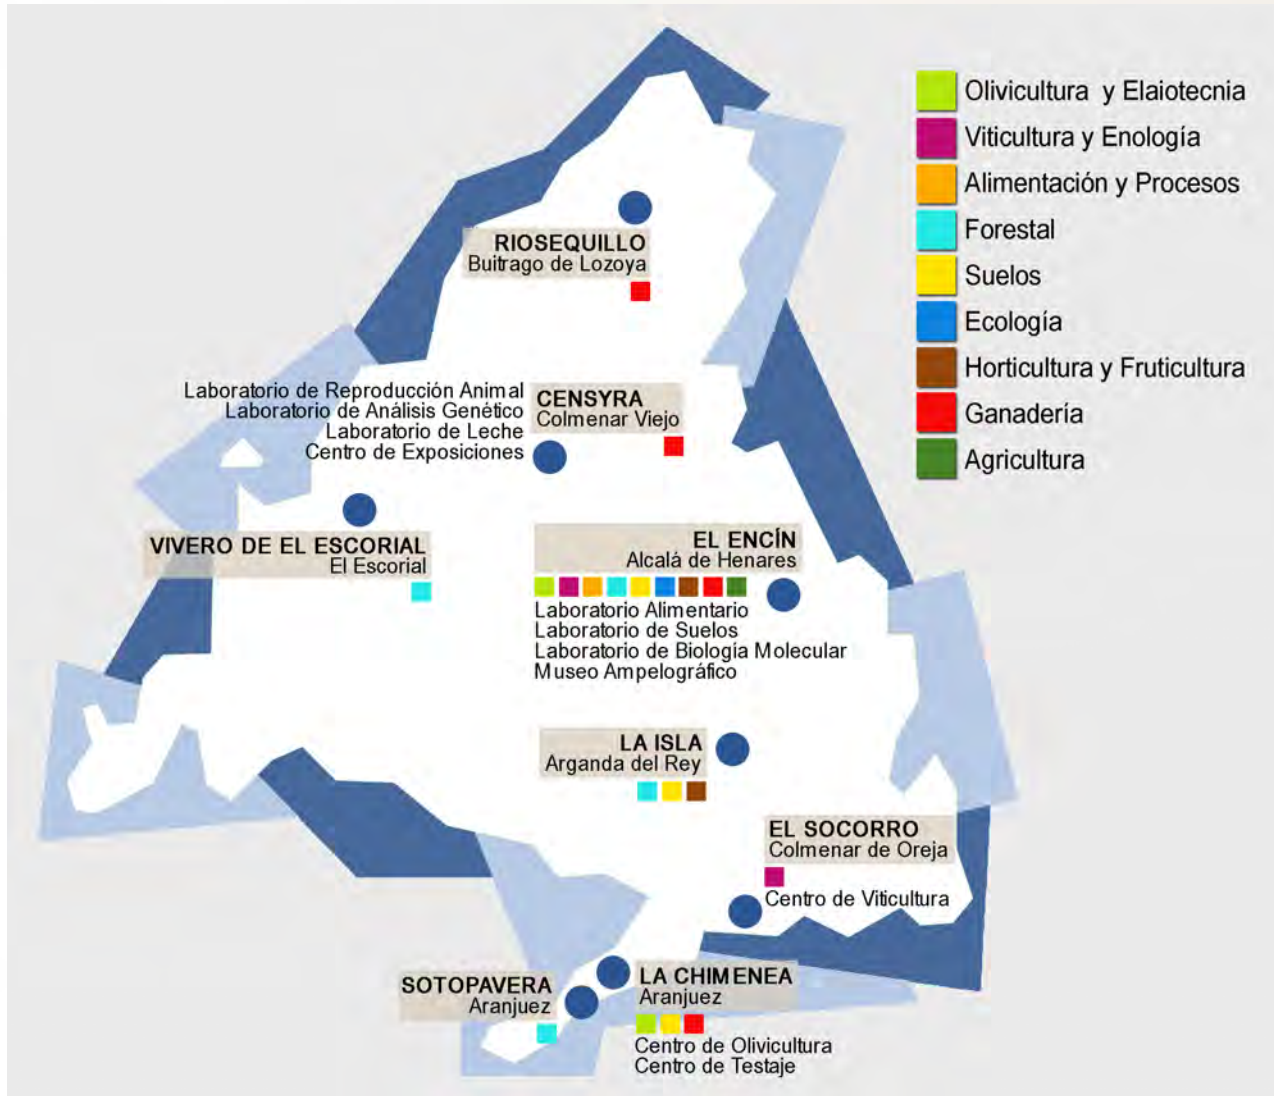 Olivicultura y Elaiotecnia
Viticultura y Enología
Alimentación y Procesos
Forestal
Suelos
Ecología
Horticultura y Fruticultura
Ganadería
Agricultura
RIOSEQUILLO
Buitrago de Lozoya
Laboratorio de Reproducción Animal
Laboratorio de Análisis Genético
Laboratorio de Leche
Centro de Exposiciones
CENSYRA
Colmenar Viejo
VIVERO DE EL ESCORIAL
El Escorial
EL ENCÍN
Alcalá de Henares
Laboratorio Alimentario
Laboratorio de Suelos
Laboratorio de Biología Molecular
Museo Ampelográfico
LA ISLA
Arganda del Rey
EL SOCORRO
Colmenar de Oreja
Centro de Viticultura
SOTOPAVERA
Aranjuez
LA CHIMENEA
Aranjuez
Centro de Olivicultura
Centro de Testaje